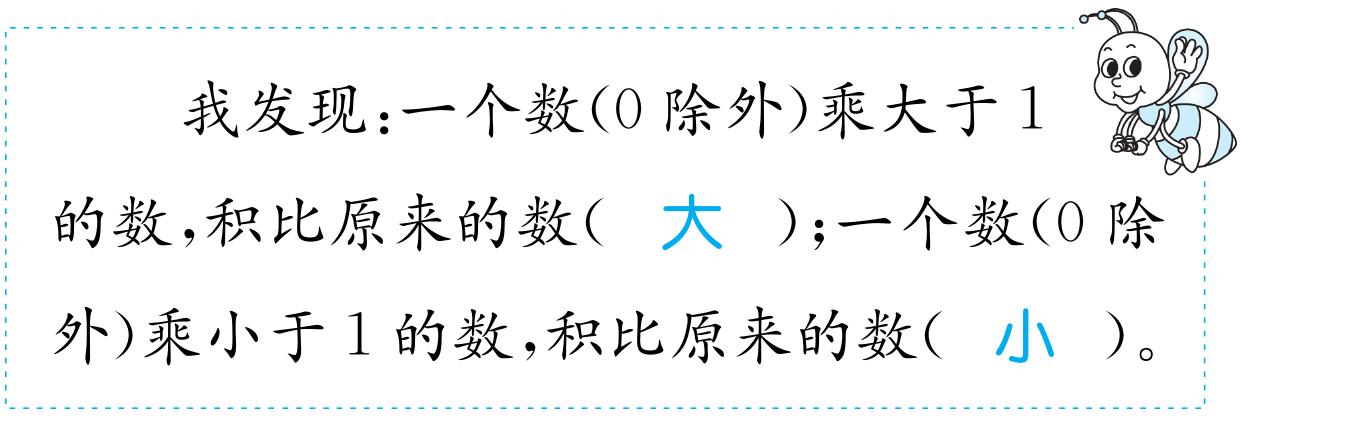 我发现:一个数(0 除外)乘大于 1
的数,积比原来的数( 大 );一个数(0 除
外)乘小于 1 的数,积比原来的数( 小 )。